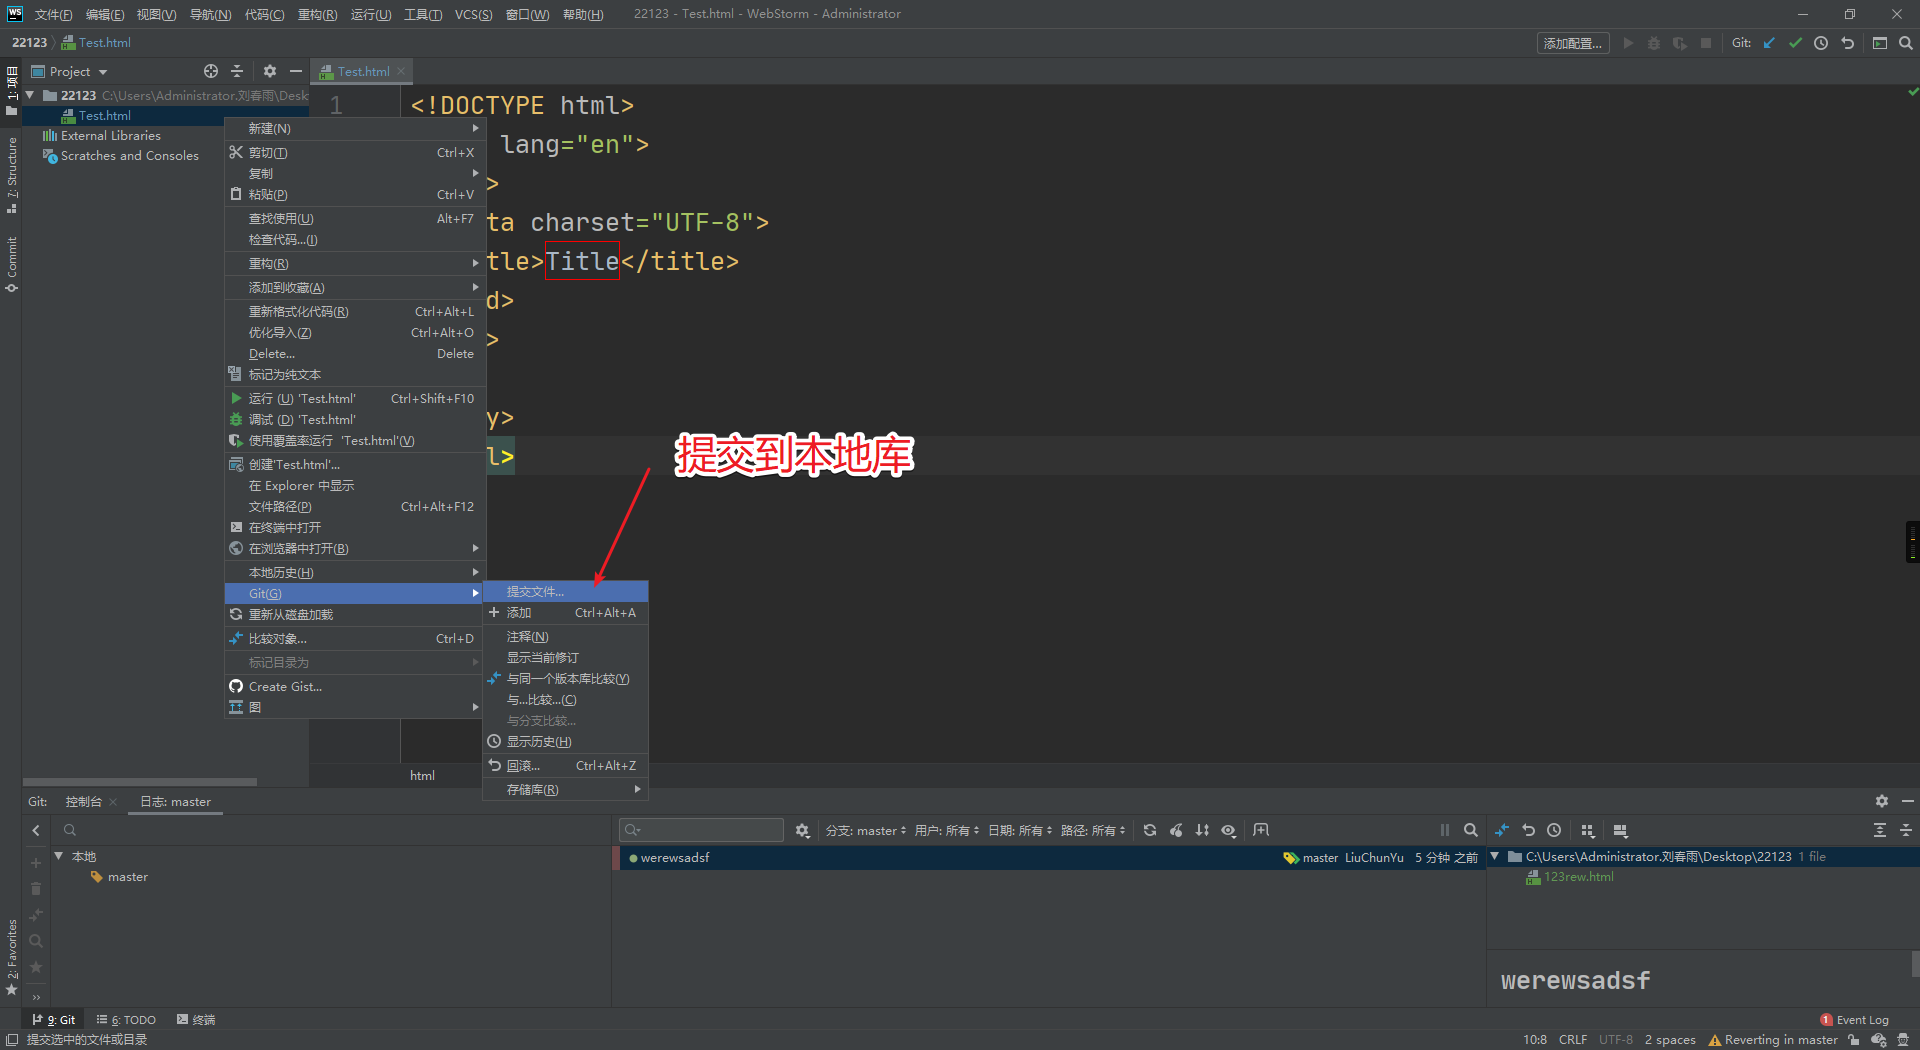 WS 文件(F) 编辑(E) 视图(V) 导航(N) 代码(C) 重构(R) 运行(U) 工具(T) VCS(S) 窗口(W) 帮助(H) 22123 - Test.html - WebStorm - Administrator
22123 Test.html 添加配置... Git:
Project Test.html
1: 项目
22123 C:\Users\Administrator.刘春雨\Desk
Test.html
External Libraries
Scratches and Consoles
7: Structure
Commit
2: Favorites
1 <!DOCTYPE html>
lang="en">
>
ta charset="UTF-8">
tle>Title</title>
d>
>
y>
l>
html
新建(N)
剪切(T) Ctrl+X
复制
粘贴(P) Ctrl+V
查找使用(U) Alt+F7
检查代码...(I)
重构(R)
添加到收藏(A)
重新格式化代码(R) Ctrl+Alt+L
优化导入(Z) Ctrl+Alt+O
Delete... Delete
标记为纯文本
运行 (U) 'Test.html' Ctrl+Shift+F10
调试 (D) 'Test.html'
使用覆盖率运行 'Test.html'(V)
创建'Test.html'...
在 Explorer 中显示
文件路径(P) Ctrl+Alt+F12
在终端中打开
在浏览器中打开(B)
本地历史(H)
Git(G)
重新从磁盘加载
比较对象... Ctrl+D
标记目录为
Create Gist...
图
提交到本地库
提交文件...
添加 Ctrl+Alt+A
注释(N)
显示当前修订
与同一个版本库比较(Y)
与...比较...(C)
与分支比较...
显示历史(H)
回滚... Ctrl+Alt+Z
存储库(R)
Git: 控制台 日志: master
分支: master 用户: 所有 日期: 所有 路径: 所有
本地
master
werewsadsf master LiuChunYu 5 分钟 之前
C:\Users\Administrator.刘春雨\Desktop\22123 1 file
123rew.html
werewsadsf
9: Git 6: TODO 终端 1 Event Log
提交选中的文件或目录 10:8 CRLF UTF-8 2 spaces Reverting in master